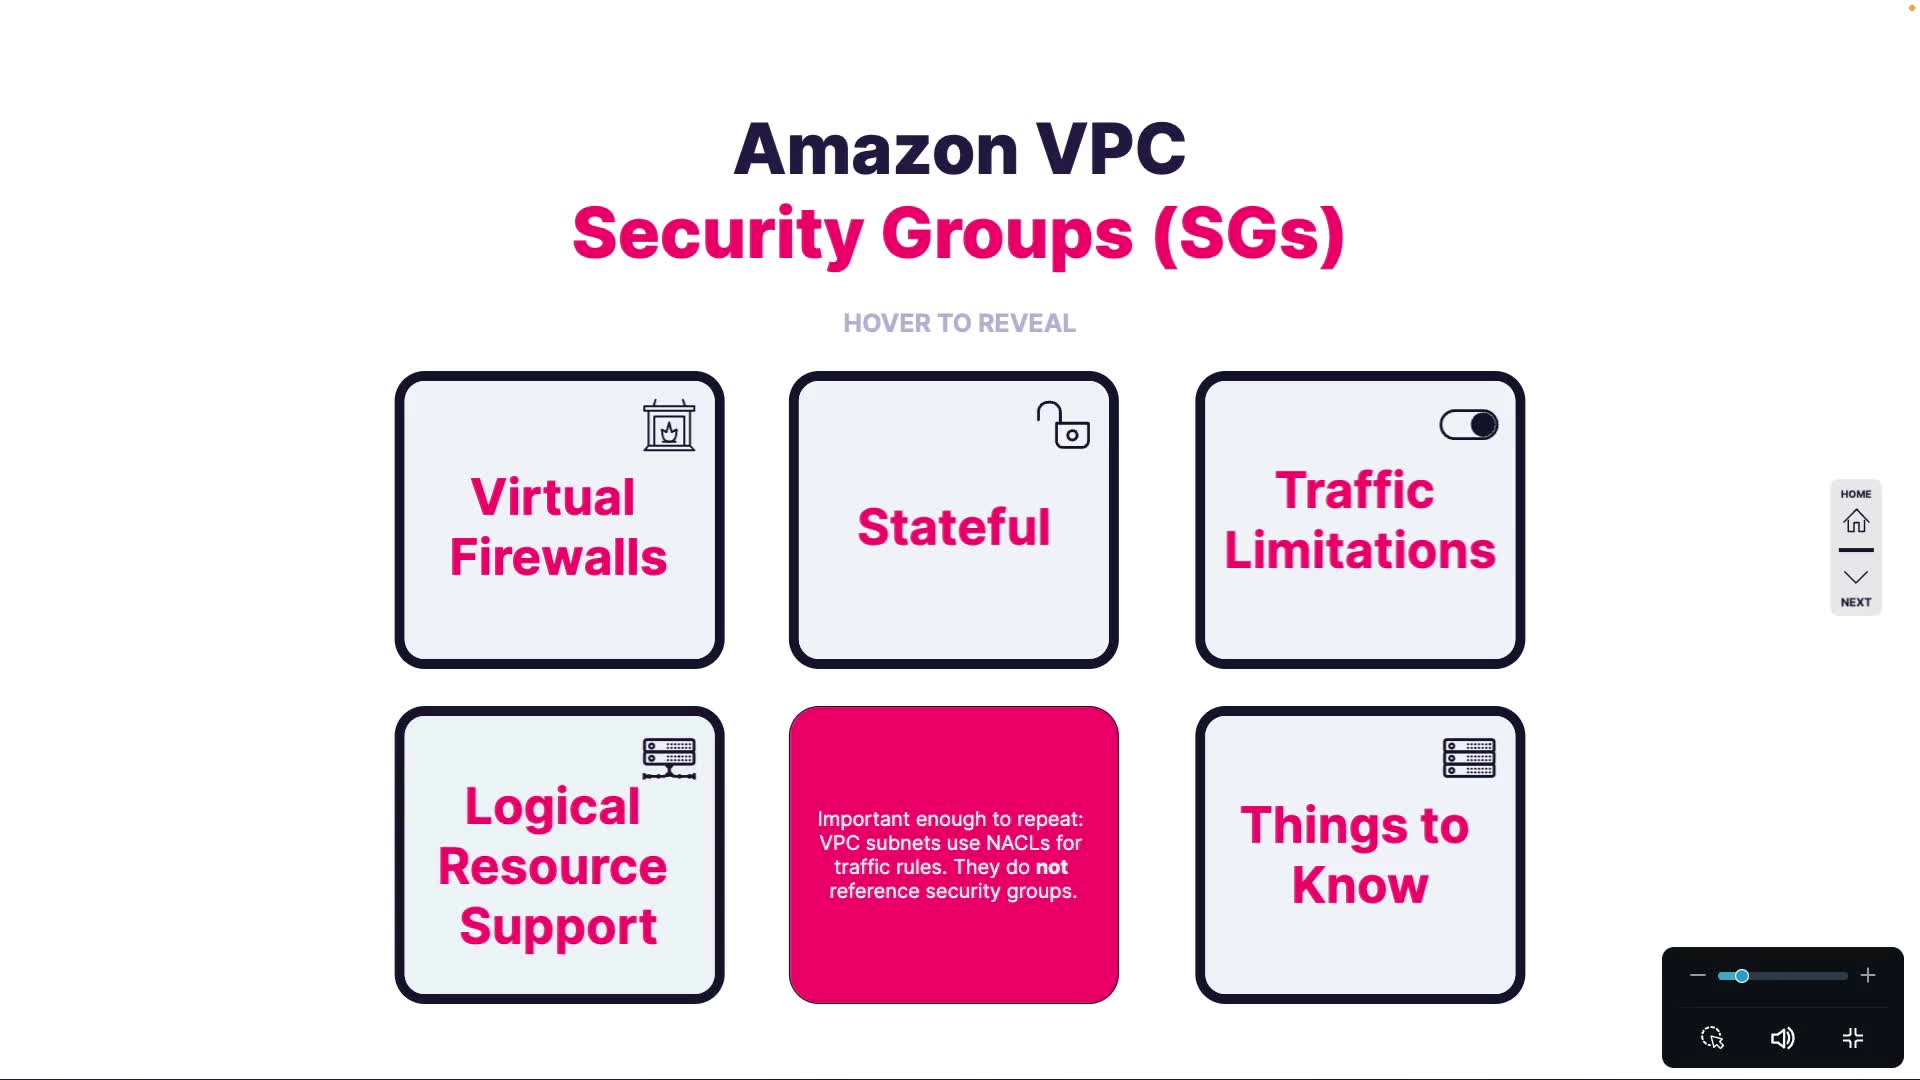 Amazon VPC
Security Groups (SGs)
HOVER TO REVEAL
Virtual
Firewalls
Stateful
Traffic
Limitations
HOME
NEXT
Logical
Resource
Support
Important enough to repeat:
VPC subnets use NACLs for
traffic rules. They do not
reference security groups.
Things to
Know